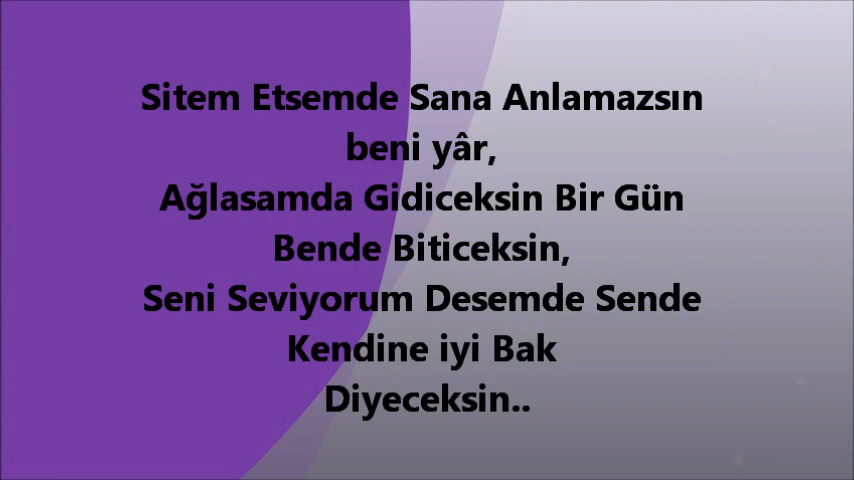 Sitem Etsemde Sana Anlamazsın
beni yâr,
Ağlasamda Gidiceksin Bir Gün
Bende Biticeksin,
Seni Seviyorum Desemde Sende
Kendine iyi Bak
Diyeceksin..